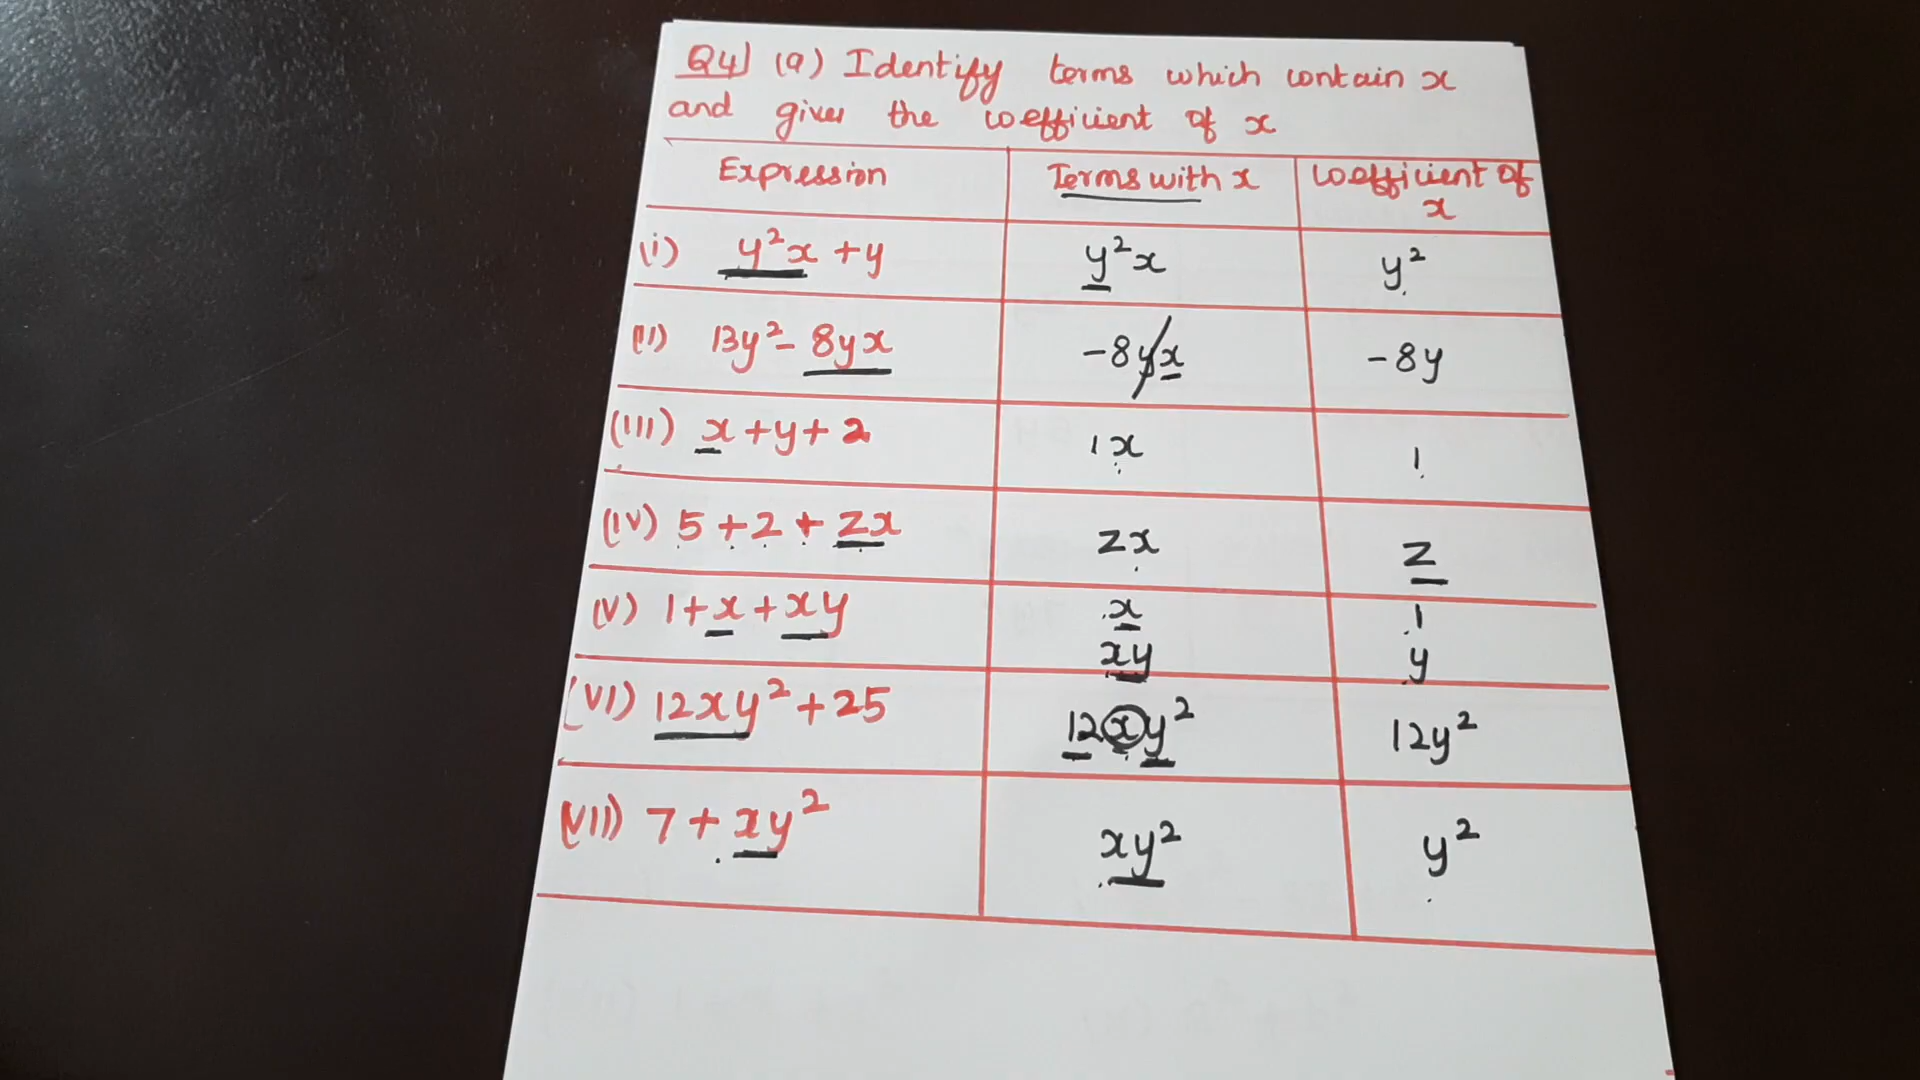 Q4) (a) Identify terms which contain x
and gives the coefficient of x
Expression Terms with x Coefficient of x
(i) y²x + y y²x y²
(ii) 13y² - 8yx -8yx -8y
(iii) x + y + 2 1x 1
(iv) 5 + 2 + zx zx z
(v) 1 + x + xy x 1
xy y
(vi) 12xy² + 25 12xy² 12y²
(vii) 7 + xy² xy² y²